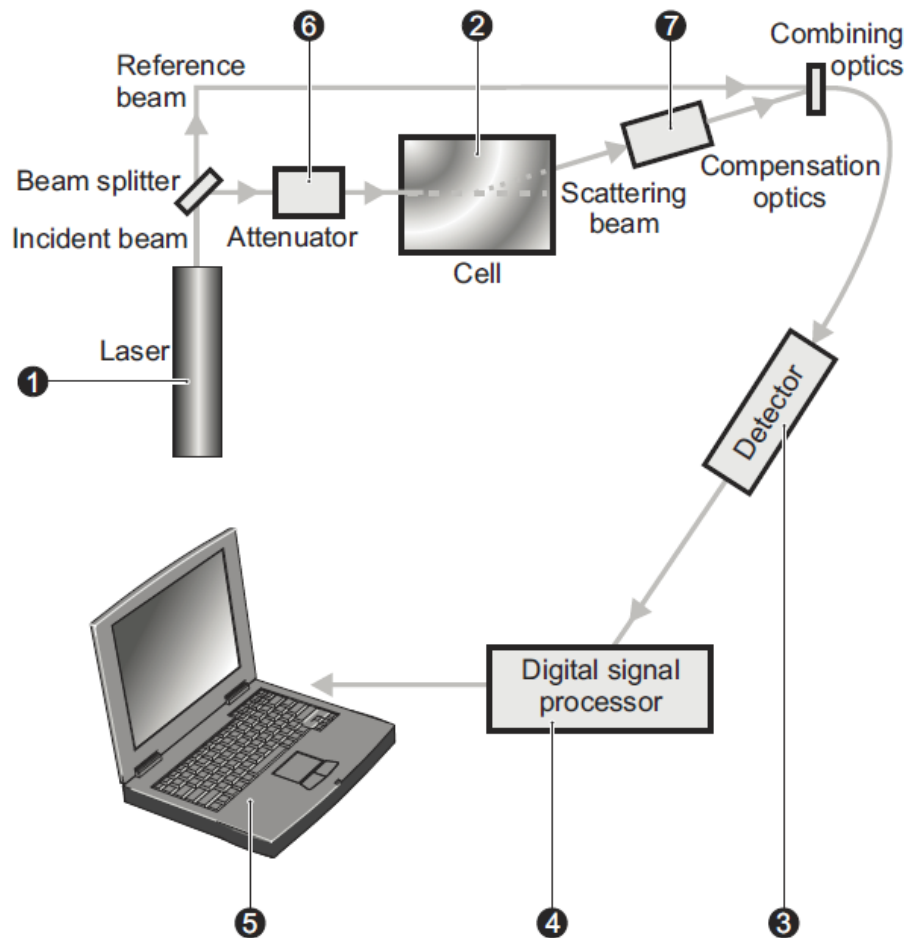 6
2
7
Combining
optics
Reference
beam
Beam splitter
Incident beam
Attenuator
Cell
Scattering
beam
Compensation
optics
Laser
1
Detector
Digital signal
processor
5
4
3